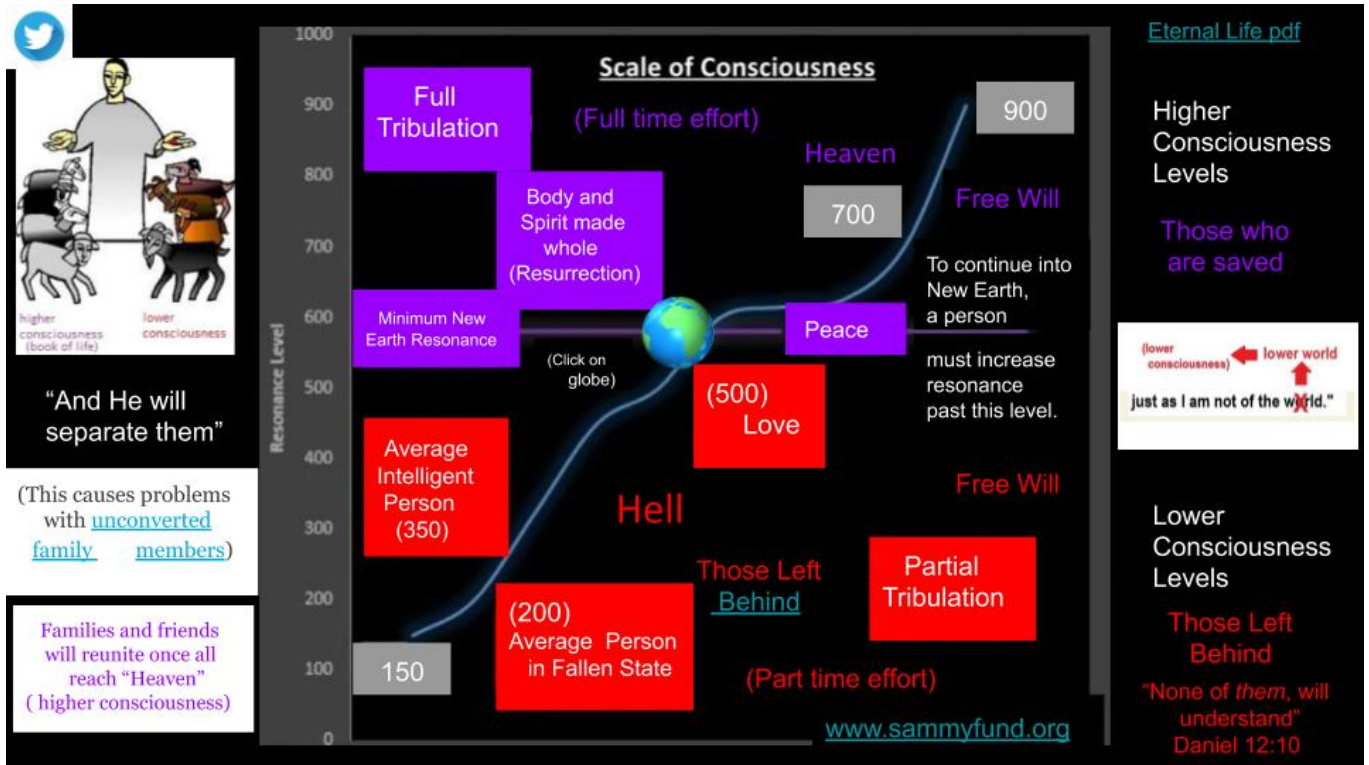 Eternal Life pdf
Scale of Consciousness
1000
900
800
700
600
500
400
300
200
100
0
Resonance Level
Full
Tribulation
(Full time effort)
900
Heaven
700
Free Will
Body and
Spirit made
whole
(Resurrection)
To continue into
New Earth,
a person
must increase
resonance
past this level.
Minimum New
Earth Resonance
(Click on
globe)
Peace
(500)
Love
Average
Intelligent
Person
(350)
Hell
Free Will
Those Left
Behind
Partial
Tribulation
(200)
Average Person
in Fallen State
150
(Part time effort)
www.sammyfund.org
higher
consciousness
(book of life)
lower
consciousness
“And He will
separate them”
(This causes problems
with unconverted
family members)
Families and friends
will reunite once all
reach “Heaven”
( higher consciousness)
Higher
Consciousness
Levels
Those who
are saved
(lower
consciousness)
lower world
just as I am not of the world."
Lower
Consciousness
Levels
Those Left
Behind
“None of them, will
understand”
Daniel 12:10